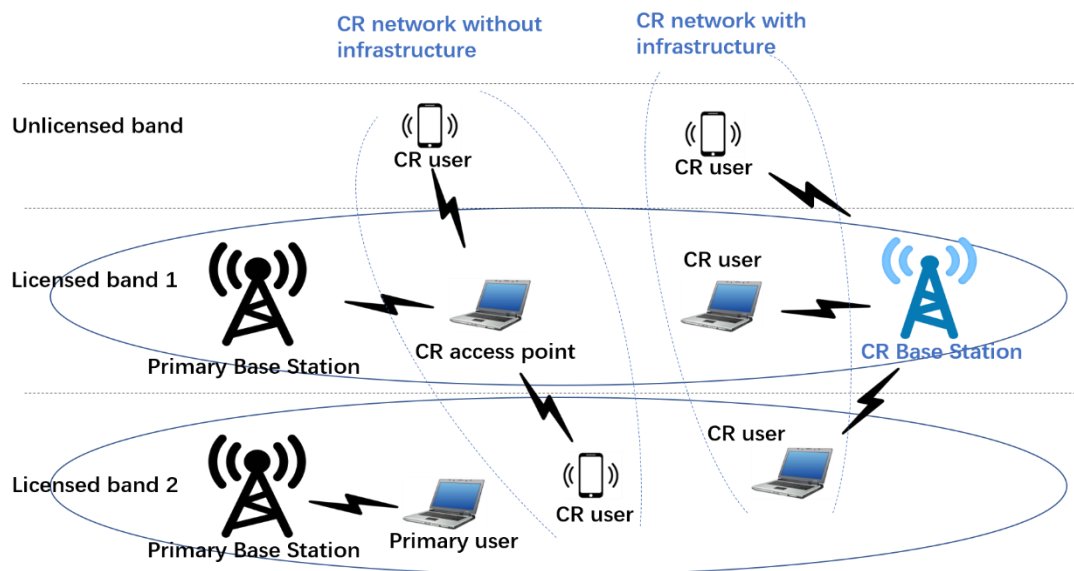 CR network without
infrastructure
CR network with
infrastructure
Unlicensed band
CR user
CR user
Licensed band 1
CR user
Primary Base Station
CR access point
CR Base Station
CR user
Licensed band 2
CR user
Primary user
Primary Base Station